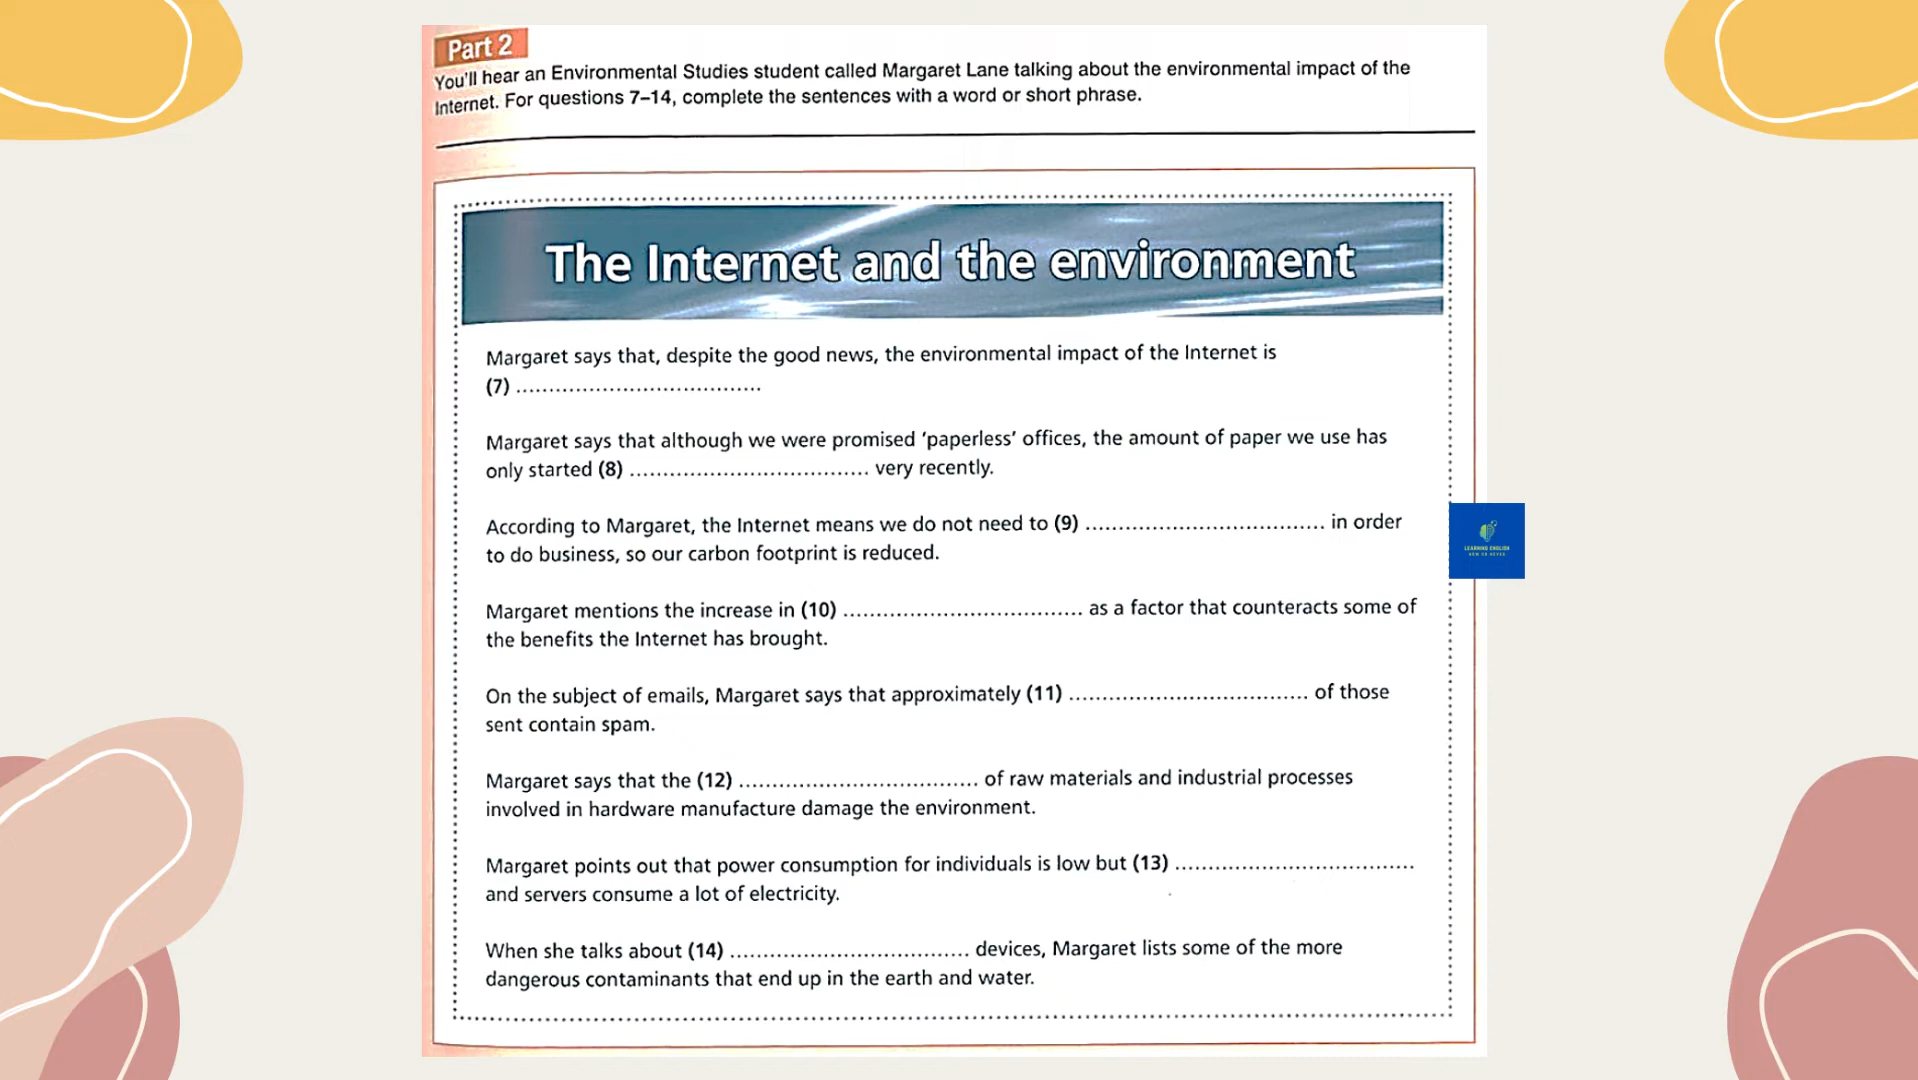 Part 2
You'll hear an Environmental Studies student called Margaret Lane talking about the environmental impact of the
Internet. For questions 7–14, complete the sentences with a word or short phrase.
The Internet and the environment
Margaret says that, despite the good news, the environmental impact of the Internet is
(7) .....................................
Margaret says that although we were promised 'paperless' offices, the amount of paper we use has
only started (8) .................................... very recently.
According to Margaret, the Internet means we do not need to (9) .................................... in order
to do business, so our carbon footprint is reduced.
Margaret mentions the increase in (10) .................................... as a factor that counteracts some of
the benefits the Internet has brought.
On the subject of emails, Margaret says that approximately (11) .................................... of those
sent contain spam.
Margaret says that the (12) .................................... of raw materials and industrial processes
involved in hardware manufacture damage the environment.
Margaret points out that power consumption for individuals is low but (13) ....................................
and servers consume a lot of electricity.
When she talks about (14) .................................... devices, Margaret lists some of the more
dangerous contaminants that end up in the earth and water.
LEARNING ENGLISH
NOW OR NEVER